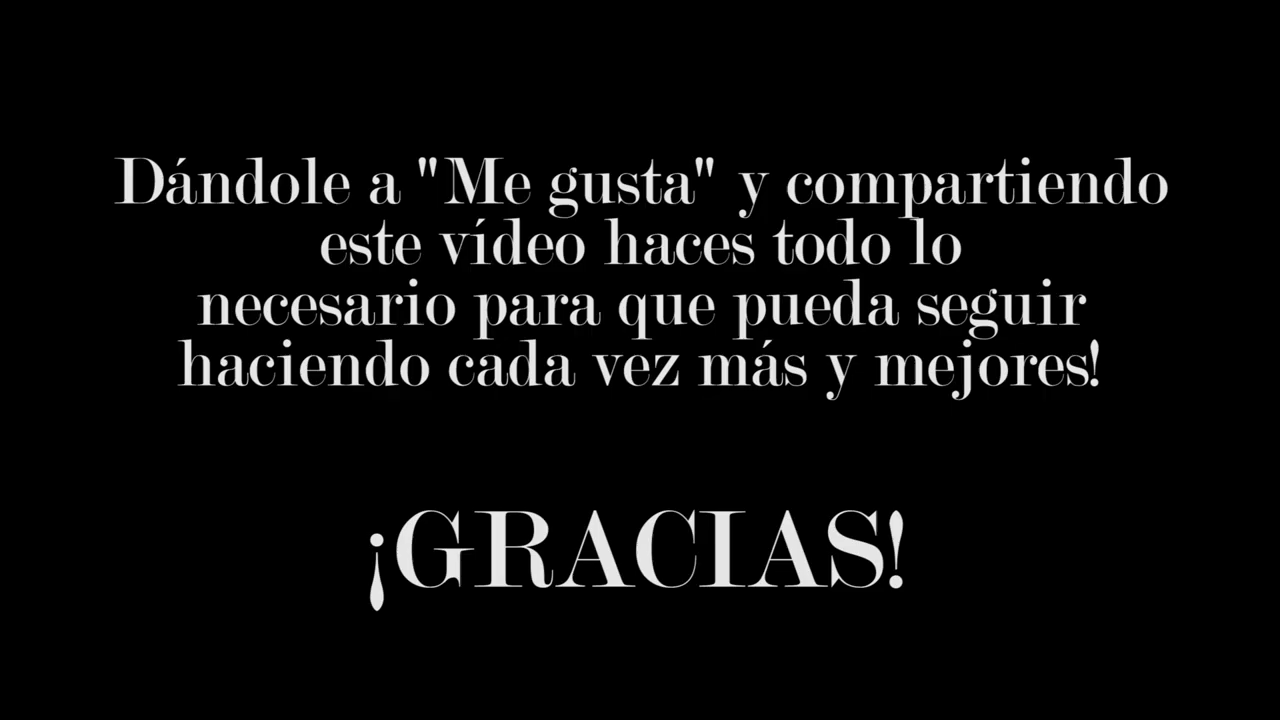 Dándole a "Me gusta" y compartiendo
este vídeo haces todo lo
necesario para que pueda seguir
haciendo cada vez más y mejores!
¡GRACIAS!